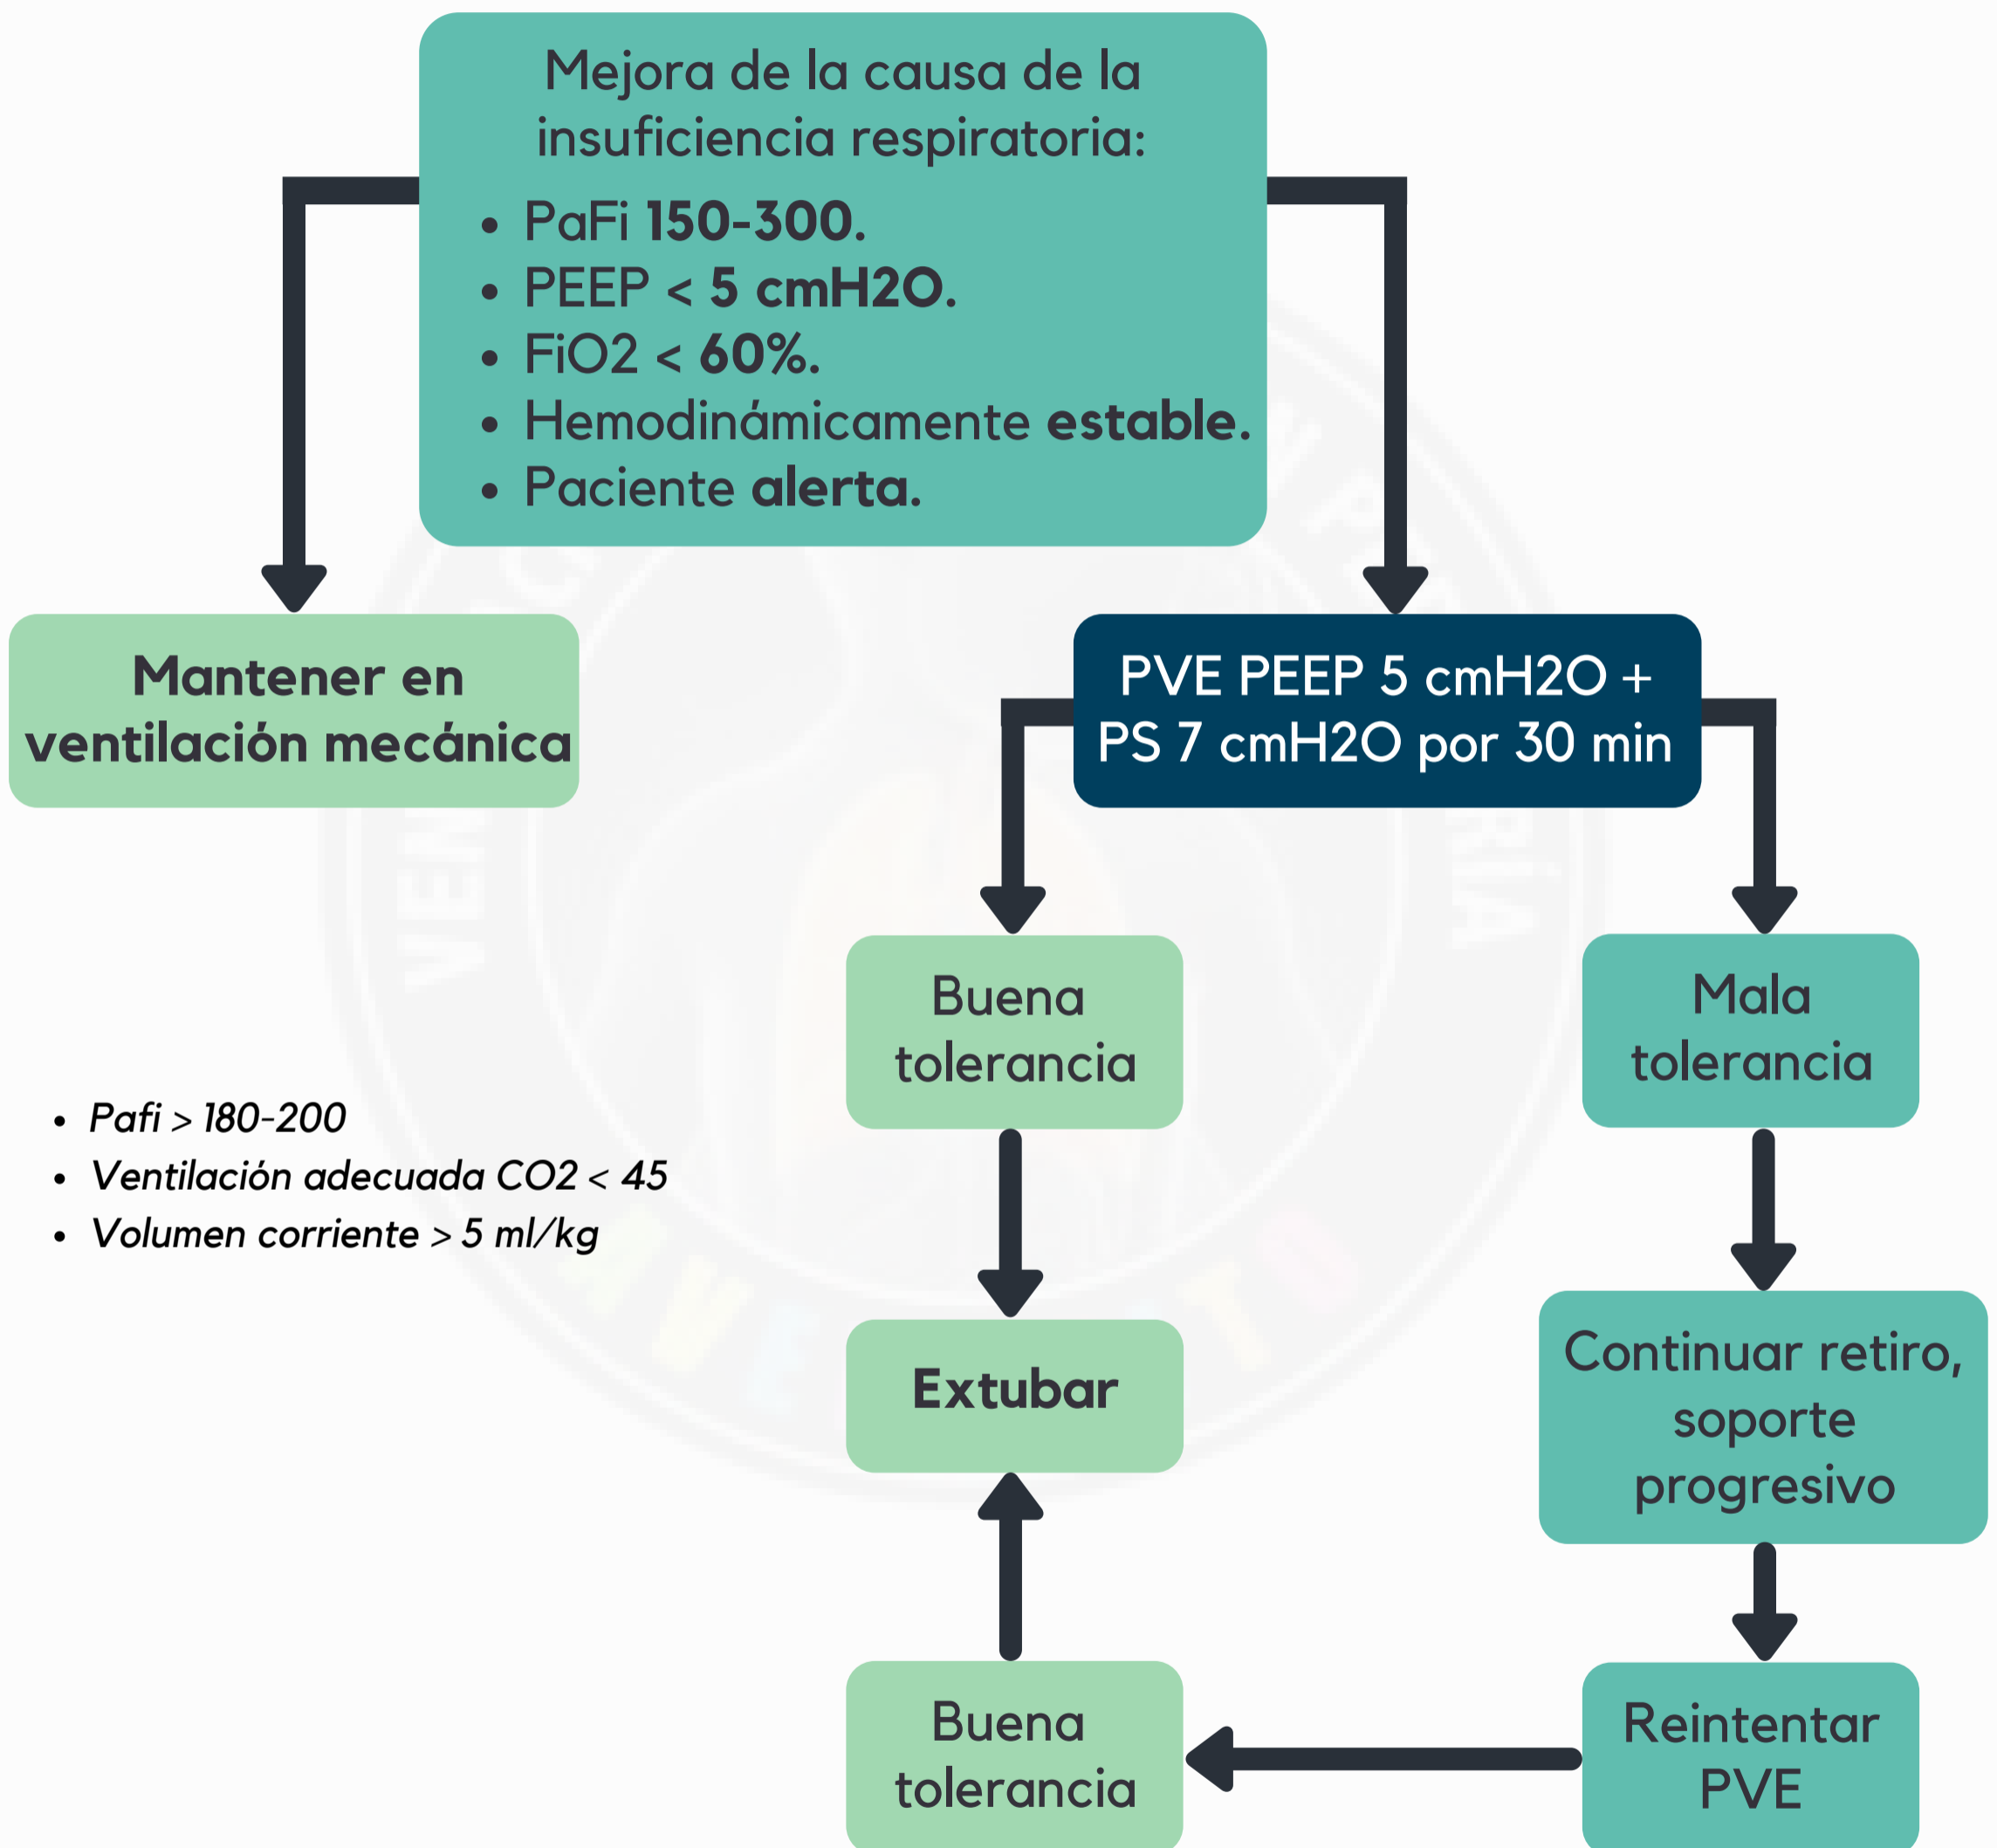 Mejora de la causa de la
insuficiencia respiratoria:
• PaFi 150-300.
• PEEP < 5 cmH2O.
• FiO2 < 60%.
• Hemodinámicamente estable.
• Paciente alerta.
Mantener en
ventilación mecánica
PVE PEEP 5 cmH2O +
PS 7 cmH2O por 30 min
Buena
tolerancia
Mala
tolerancia
• Pafi > 180-200
• Ventilación adecuada CO2 < 45
• Volumen corriente > 5 ml/kg
Extubar
Continuar retiro,
soporte
progresivo
Buena
tolerancia
Reintentar
PVE